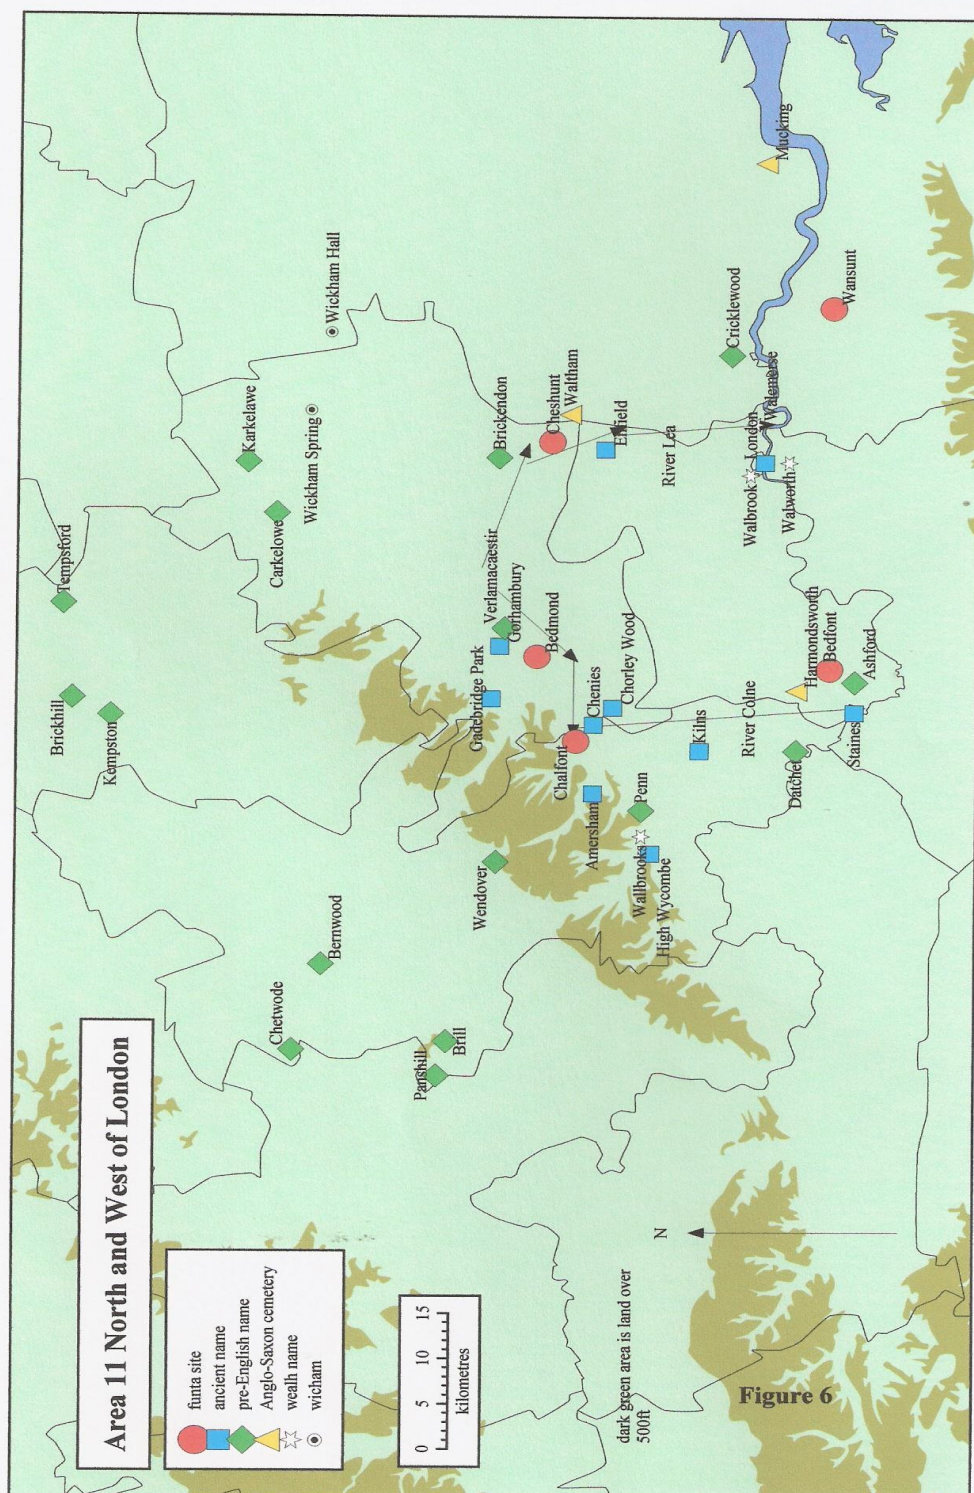 Area 11 North and West of London
funta site
ancient name
pre-English name
Anglo-Saxon cemetery
wealh name
wicham
0 5 10 15
kilometres
dark green area is land over
500ft
N
Figure 6
Tempsford
Brickhill
Kempston
Karkelawe
Carkelowe
Wickham Spring
Wickham Hall
Chetwode
Bernwood
Panshill
Brill
Wendover
Gadebridge Park
Verlamacaestir
Gorhambury
Bedmond
Brickendon
Cheshunt
Waltham
Enfield
River Lea
Chalfont
Chenies
Chorley Wood
Amersham
Penn
Wallbrooks
High Wycombe
Kilns
River Colne
Cricklewood
Walbrook
London
Walemerse
Walworth
Mucking
Wansunt
Datchet
Harmondsworth
Bedfont
Ashford
Staines